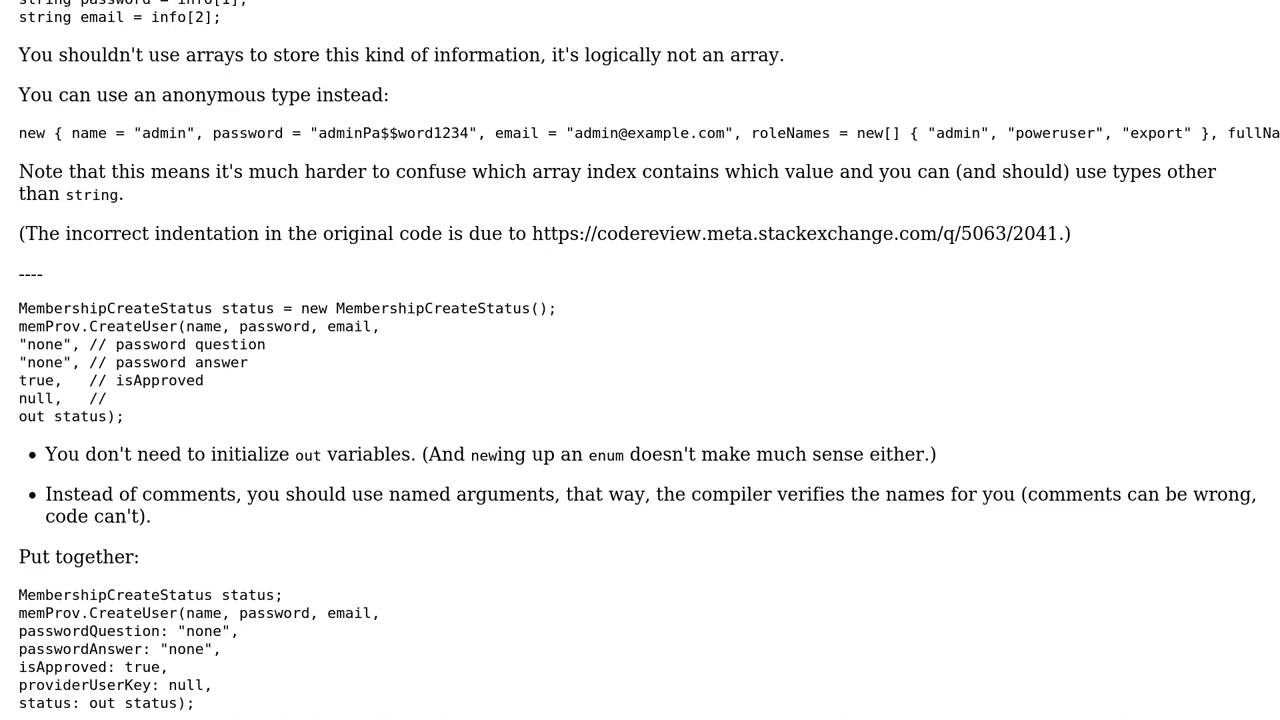 string password = info[1];
string email = info[2];
You shouldn't use arrays to store this kind of information, it's logically not an array.
You can use an anonymous type instead:
new { name = "admin", password = "adminPa$$word1234", email = "admin@example.com", roleNames = new[] { "admin", "poweruser", "export" }, fullNa
Note that this means it's much harder to confuse which array index contains which value and you can (and should) use types other
than string.
(The incorrect indentation in the original code is due to https://codereview.meta.stackexchange.com/q/5063/2041.)
----
MembershipCreateStatus status = new MembershipCreateStatus();
memProv.CreateUser(name, password, email,
"none", // password question
"none", // password answer
true,   // isApproved
null,   //
out status);
• You don't need to initialize out variables. (And newing up an enum doesn't make much sense either.)
• Instead of comments, you should use named arguments, that way, the compiler verifies the names for you (comments can be wrong,
code can't).
Put together:
MembershipCreateStatus status;
memProv.CreateUser(name, password, email,
passwordQuestion: "none",
passwordAnswer: "none",
isApproved: true,
providerUserKey: null,
status: out status);